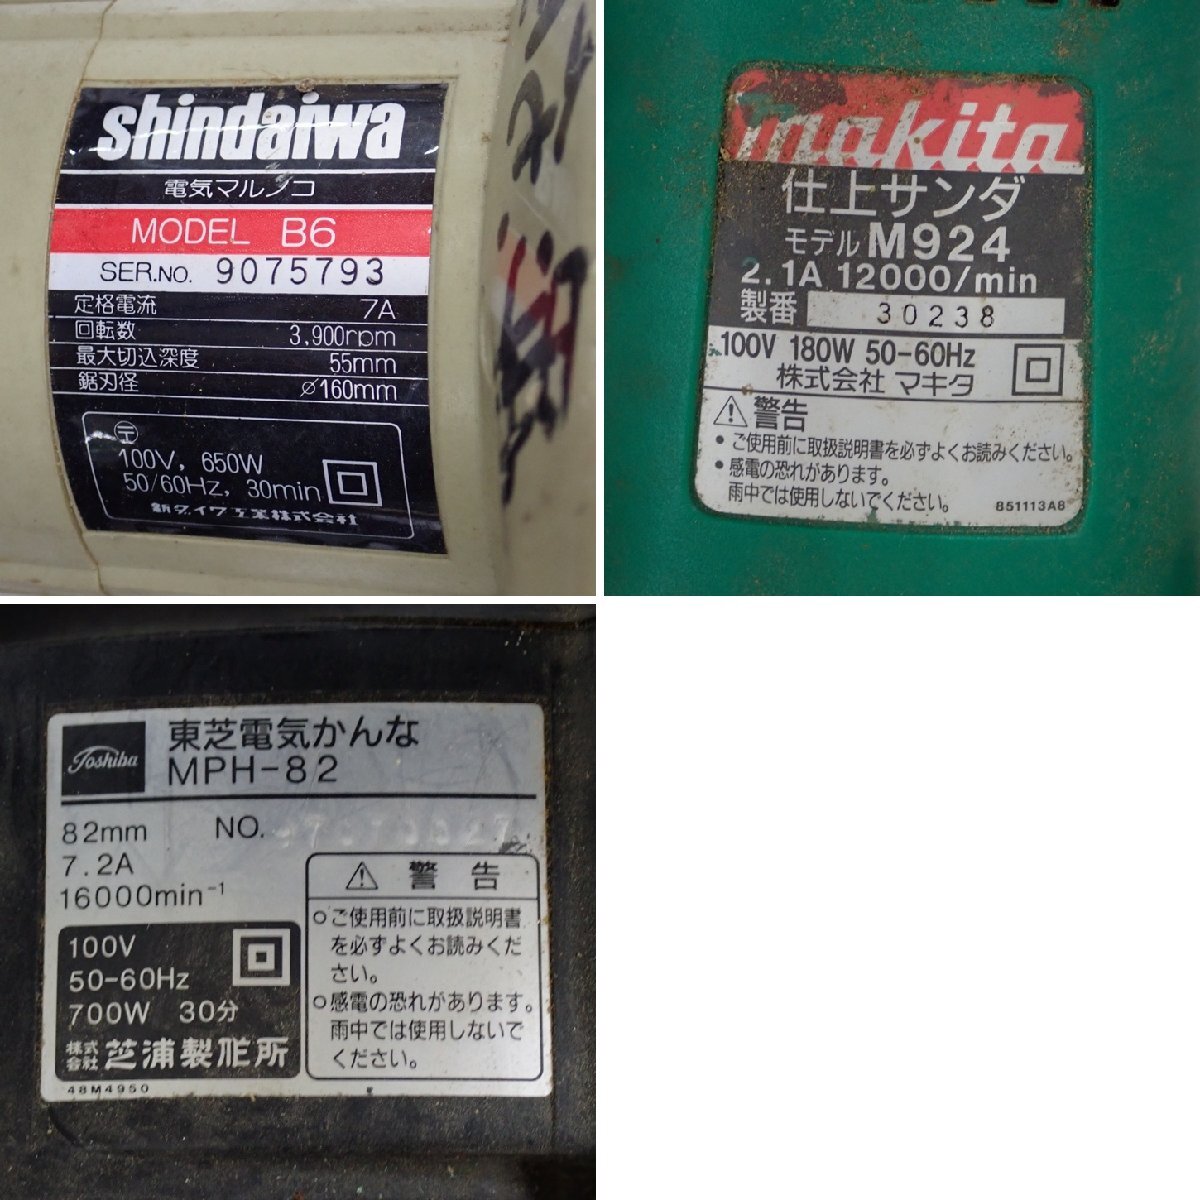 shindaiwa
電気マルノコ
MODEL B6
SER.NO. 9075793
定格電流 7A
回転数 3,900rpm
最大切込深度 55mm
鋸刃径 ⌀160mm
〒
100V, 650W
50/60Hz, 30min
新ダイワ工業株式会社
makita
仕上サンダ
モデル M924
2.1A 12000/min
製番 30238
100V 180W 50-60Hz
株式会社 マキタ
⚠警告
• ご使用前に取扱説明書を必ずよくお読みください。
• 感電の恐れがあります。
雨中では使用しないでください。
851113A8
Toshiba
東芝電気かんな
MPH-82
82mm NO.
7.2A
16000min⁻¹
100V
50-60Hz
700W 30分
株式会社 芝浦製作所
48M4950
⚠ 警告
○ご使用前に取扱説明書
を必ずよくお読みくだ
さい。
○感電の恐れがあります。
雨中では使用しないで
ください。